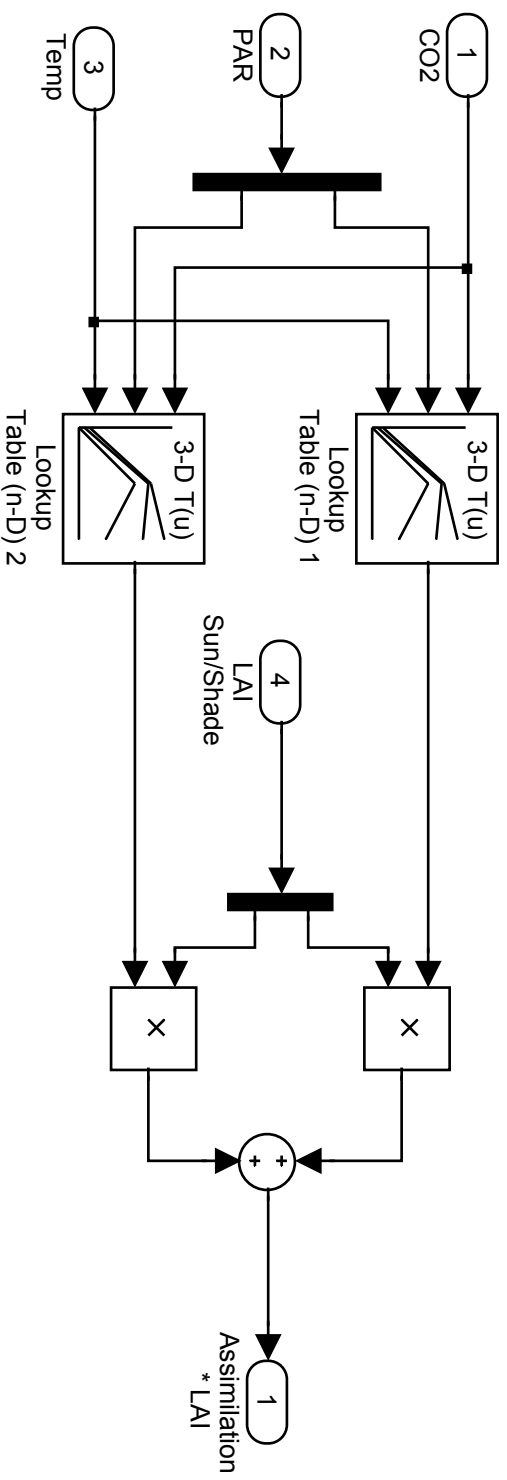 1
CO2
2
PAR
3
Temp
3-D T(u)
Lookup
Table (n-D) 1
3-D T(u)
Lookup
Table (n-D) 2
4
LAI
Sun/Shade
×
×
+
+
1
Assimilation
* LAI